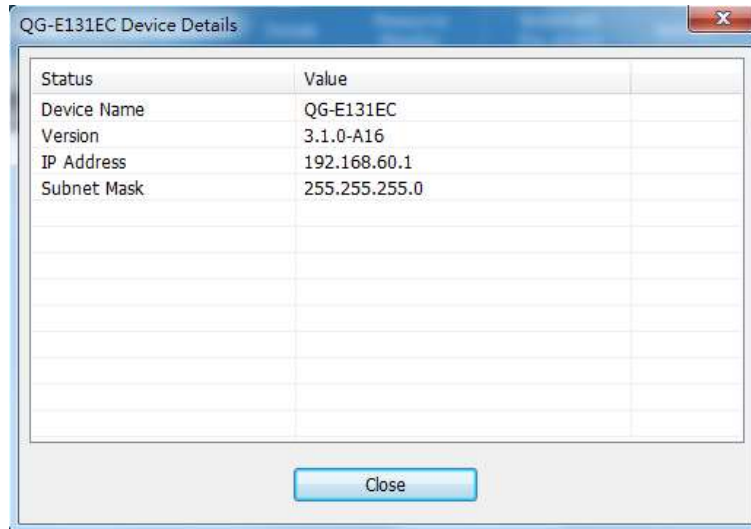 QG-E131EC Device Details
Status Value
Device Name QG-E131EC
Version 3.1.0-A16
IP Address 192.168.60.1
Subnet Mask 255.255.255.0
Close